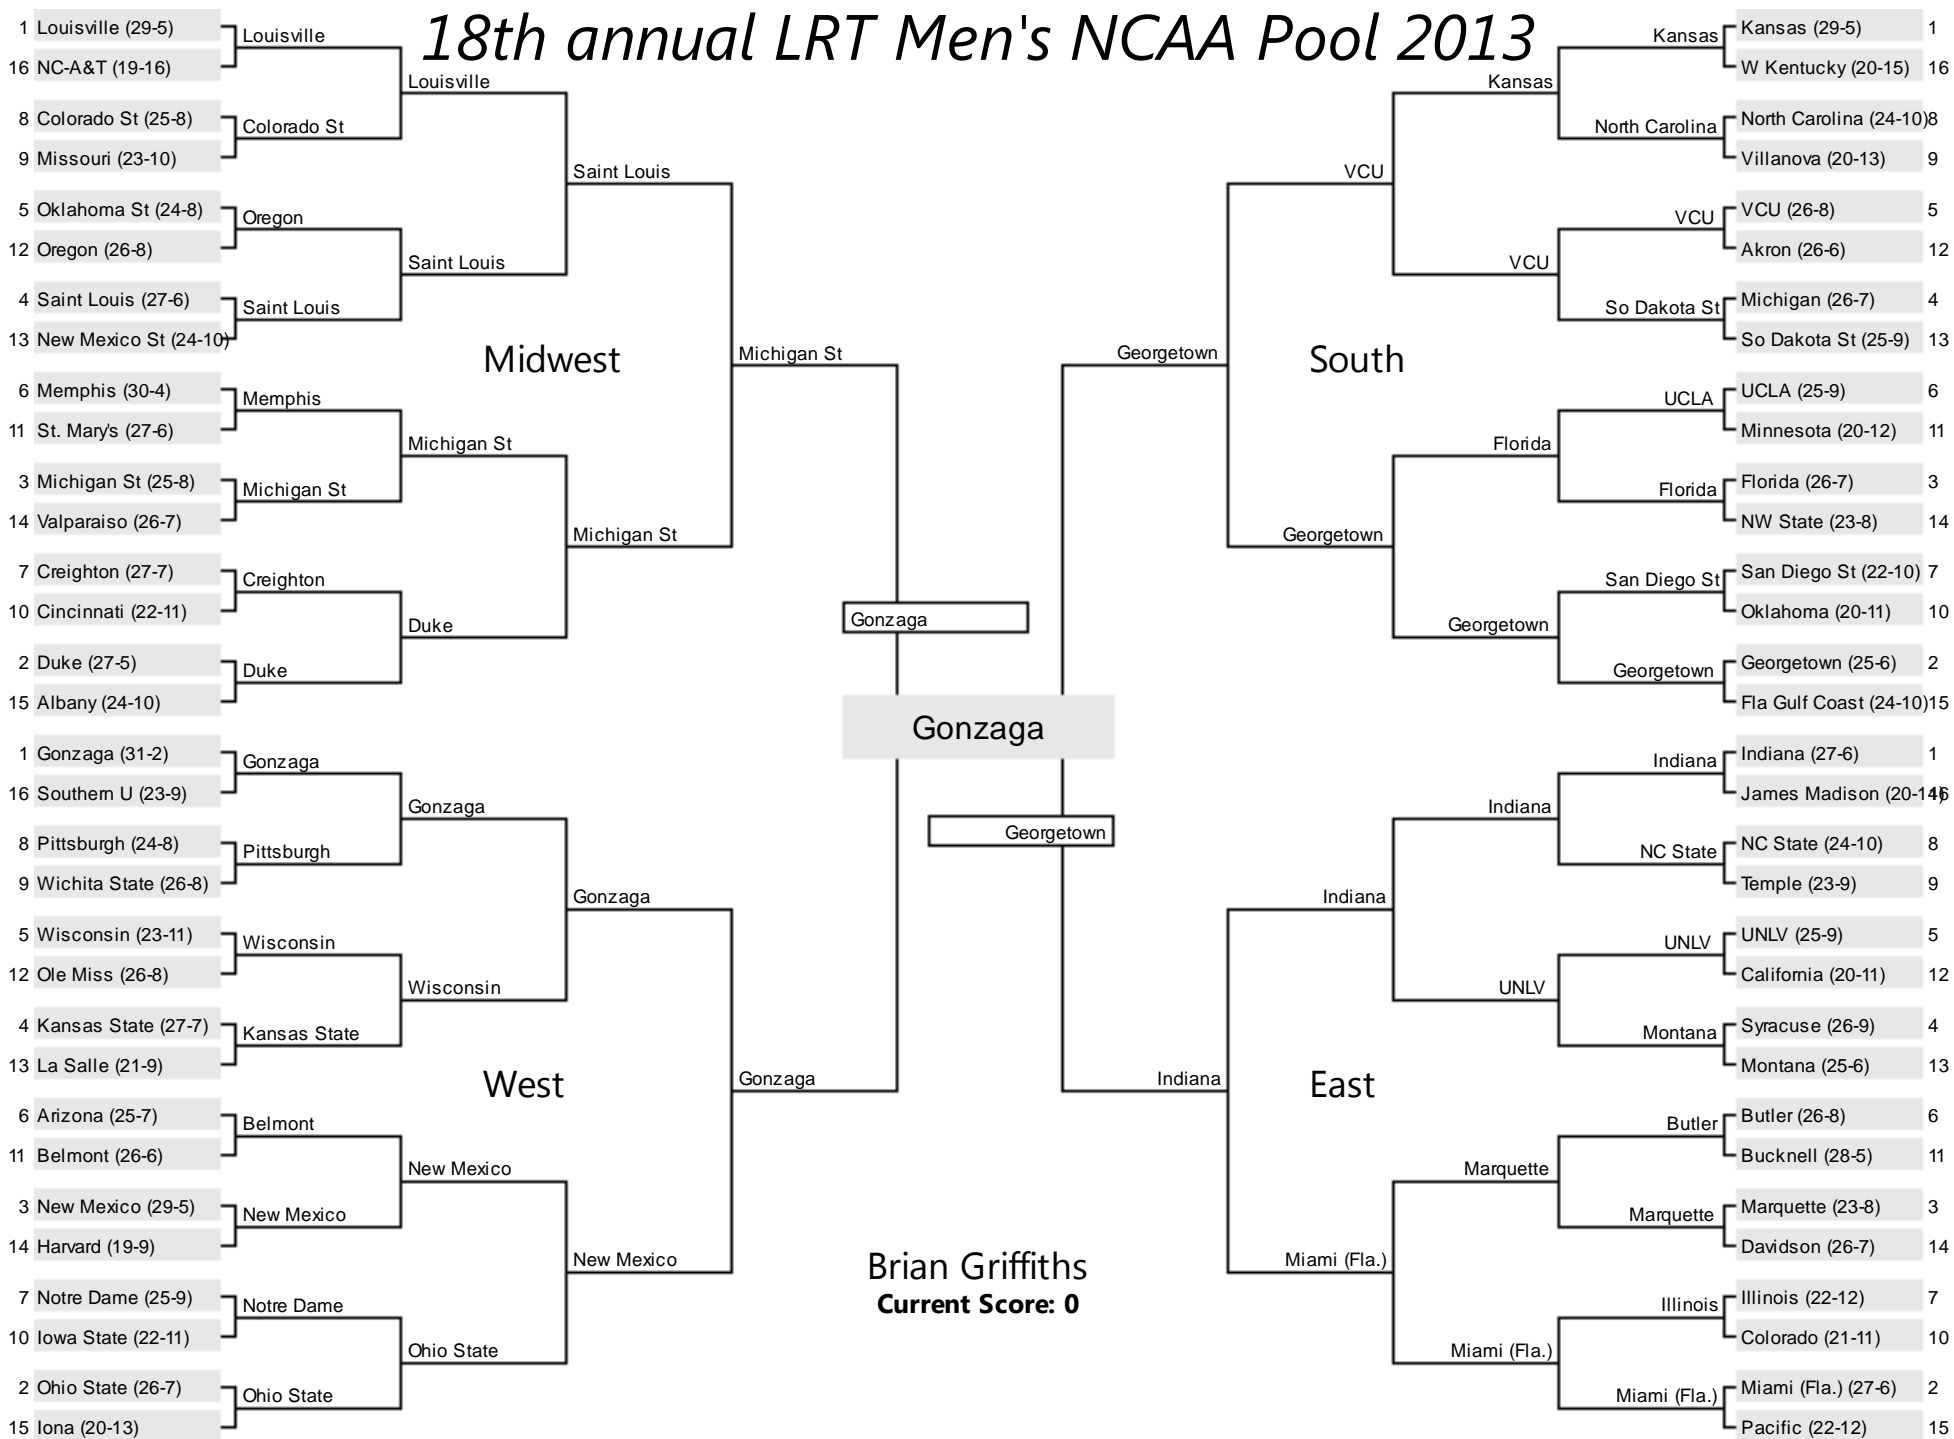 18th annual LRT Men's NCAA Pool 2013
1 Louisville (29-5)
16 NC-A&T (19-16)
8 Colorado St (25-8)
9 Missouri (23-10)
5 Oklahoma St (24-8)
12 Oregon (26-8)
4 Saint Louis (27-6)
13 New Mexico St (24-10)
6 Memphis (30-4)
11 St. Mary's (27-6)
3 Michigan St (25-8)
14 Valparaiso (26-7)
7 Creighton (27-7)
10 Cincinnati (22-11)
2 Duke (27-5)
15 Albany (24-10)
Louisville
Colorado St
Oregon
Saint Louis
Memphis
Michigan St
Creighton
Duke
Louisville
Saint Louis
Michigan St
Duke
Saint Louis
Michigan St
Midwest
Michigan St
1 Gonzaga (31-2)
16 Southern U (23-9)
8 Pittsburgh (24-8)
9 Wichita State (26-8)
5 Wisconsin (23-11)
12 Ole Miss (26-8)
4 Kansas State (27-7)
13 La Salle (21-9)
6 Arizona (25-7)
11 Belmont (26-6)
3 New Mexico (29-5)
14 Harvard (19-9)
7 Notre Dame (25-9)
10 Iowa State (22-11)
2 Ohio State (26-7)
15 Iona (20-13)
Gonzaga
Pittsburgh
Wisconsin
Kansas State
Belmont
New Mexico
Notre Dame
Ohio State
Gonzaga
Wisconsin
New Mexico
Ohio State
Gonzaga
New Mexico
West
Gonzaga
Gonzaga
Gonzaga
Georgetown
Brian Griffiths
Current Score: 0
Kansas (29-5) 1
W Kentucky (20-15) 16
North Carolina (24-10) 8
Villanova (20-13) 9
VCU (26-8) 5
Akron (26-6) 12
Michigan (26-7) 4
So Dakota St (25-9) 13
UCLA (25-9) 6
Minnesota (20-12) 11
Florida (26-7) 3
NW State (23-8) 14
San Diego St (22-10) 7
Oklahoma (20-11) 10
Georgetown (25-6) 2
Fla Gulf Coast (24-10) 15
Kansas
North Carolina
VCU
So Dakota St
UCLA
Florida
San Diego St
Georgetown
Kansas
VCU
Florida
Georgetown
VCU
Georgetown
South
Georgetown
Indiana (27-6) 1
James Madison (20-14) 16
NC State (24-10) 8
Temple (23-9) 9
UNLV (25-9) 5
California (20-11) 12
Syracuse (26-9) 4
Montana (25-6) 13
Butler (26-8) 6
Bucknell (28-5) 11
Marquette (23-8) 3
Davidson (26-7) 14
Illinois (22-12) 7
Colorado (21-11) 10
Miami (Fla.) (27-6) 2
Pacific (22-12) 15
Indiana
NC State
UNLV
Montana
Butler
Marquette
Illinois
Miami (Fla.)
Indiana
UNLV
Marquette
Miami (Fla.)
Indiana
Miami (Fla.)
East
Indiana